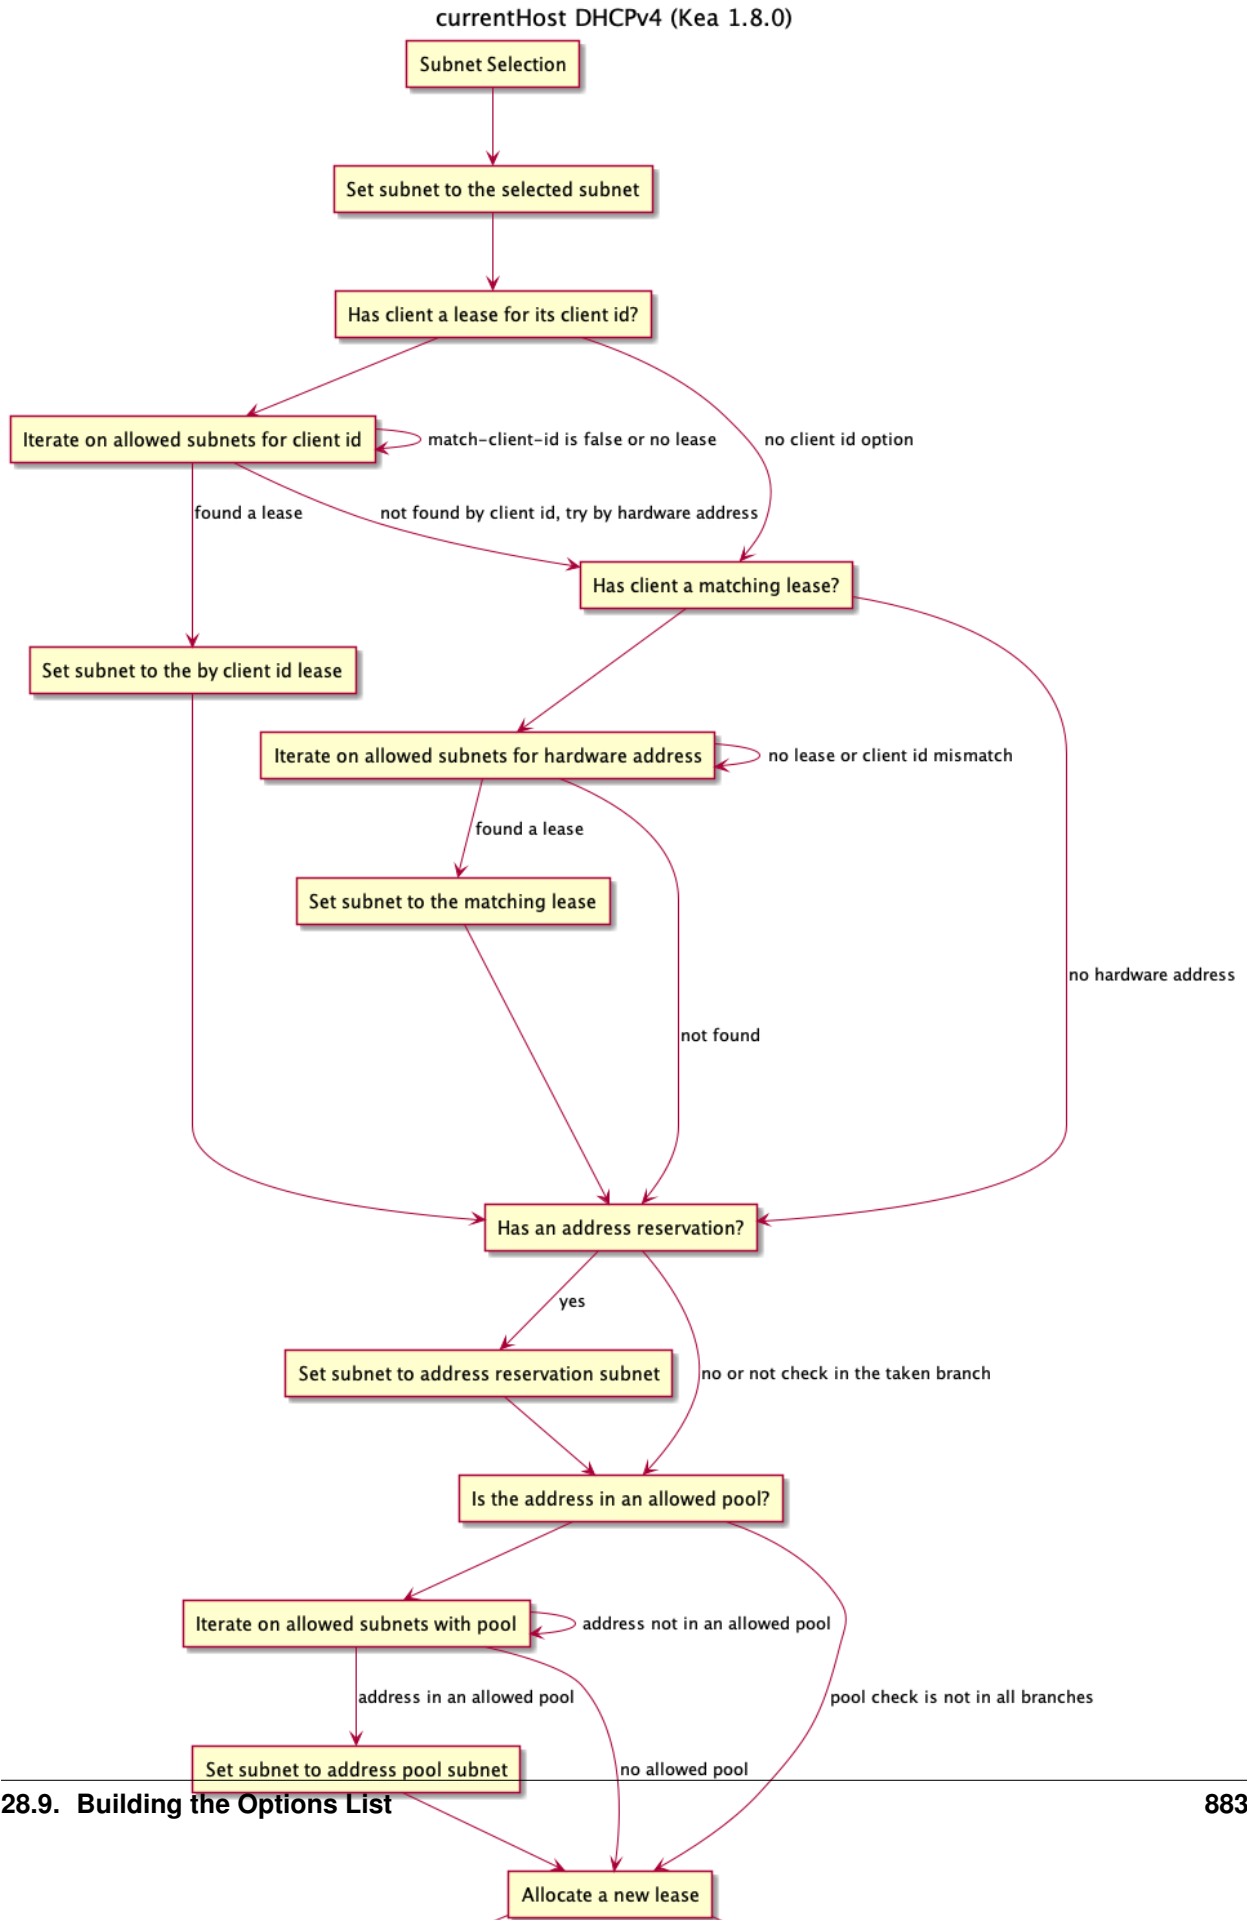 currentHost DHCPv4 (Kea 1.8.0)
Subnet Selection
Set subnet to the selected subnet
Has client a lease for its client id?
Iterate on allowed subnets for client id
match-client-id is false or no lease
no client id option
found a lease
not found by client id, try by hardware address
Has client a matching lease?
Set subnet to the by client id lease
Iterate on allowed subnets for hardware address
no lease or client id mismatch
found a lease
Set subnet to the matching lease
no hardware address
not found
Has an address reservation?
yes
Set subnet to address reservation subnet
no or not check in the taken branch
Is the address in an allowed pool?
Iterate on allowed subnets with pool
address not in an allowed pool
address in an allowed pool
pool check is not in all branches
Set subnet to address pool subnet
no allowed pool
28.9. Building the Options List
883
Allocate a new lease